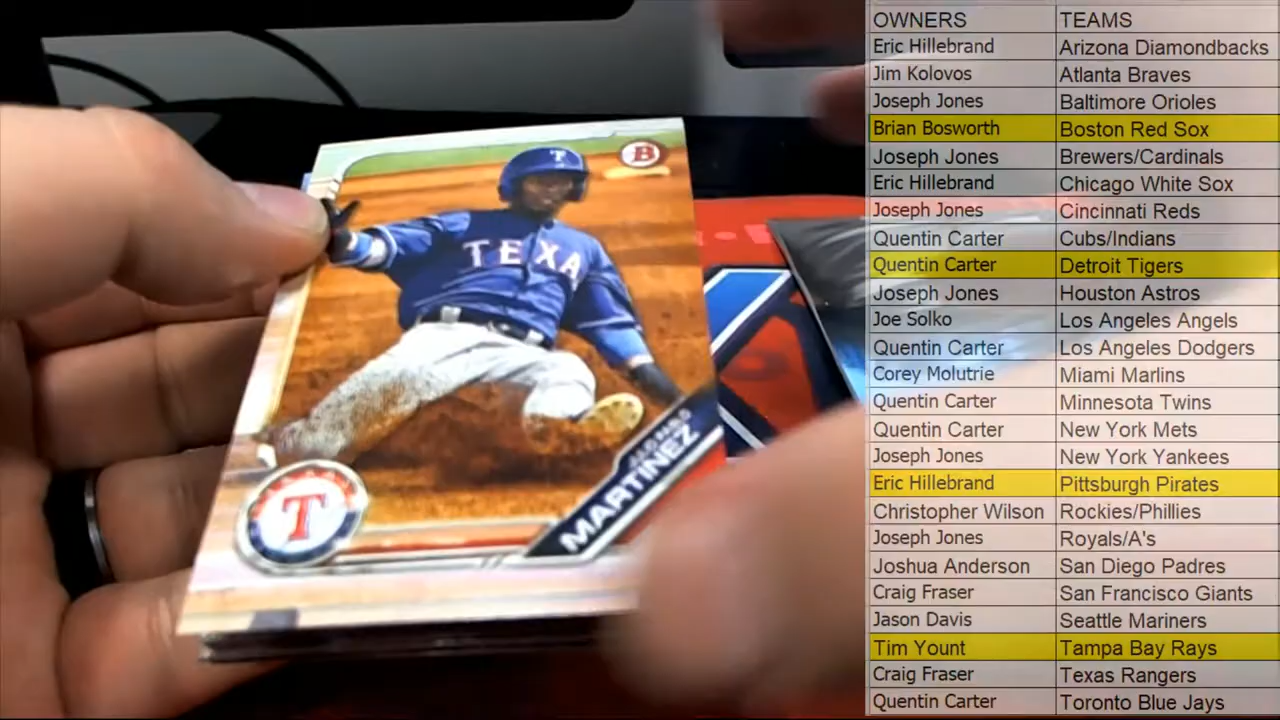 B
TEXA
T
JULIO
MARTINEZ
T
OWNERS TEAMS
Eric Hillebrand Arizona Diamondbacks
Jim Kolovos Atlanta Braves
Joseph Jones Baltimore Orioles
Brian Bosworth Boston Red Sox
Joseph Jones Brewers/Cardinals
Eric Hillebrand Chicago White Sox
Joseph Jones Cincinnati Reds
Quentin Carter Cubs/Indians
Quentin Carter Detroit Tigers
Joseph Jones Houston Astros
Joe Solko Los Angeles Angels
Quentin Carter Los Angeles Dodgers
Corey Molutrie Miami Marlins
Quentin Carter Minnesota Twins
Quentin Carter New York Mets
Joseph Jones New York Yankees
Eric Hillebrand Pittsburgh Pirates
Christopher Wilson Rockies/Phillies
Joseph Jones Royals/A's
Joshua Anderson San Diego Padres
Craig Fraser San Francisco Giants
Jason Davis Seattle Mariners
Tim Yount Tampa Bay Rays
Craig Fraser Texas Rangers
Quentin Carter Toronto Blue Jays